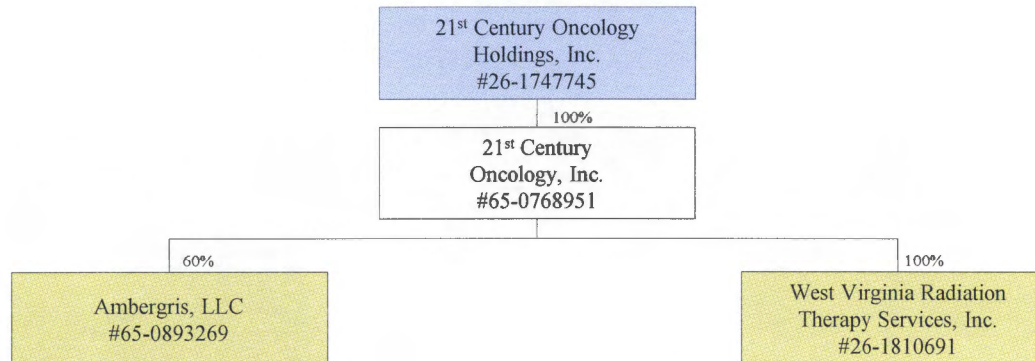 21st Century Oncology
Holdings, Inc.
#26-1747745
100%
21st Century
Oncology, Inc.
#65-0768951
60%
Ambergris, LLC
#65-0893269
100%
West Virginia Radiation
Therapy Services, Inc.
#26-1810691